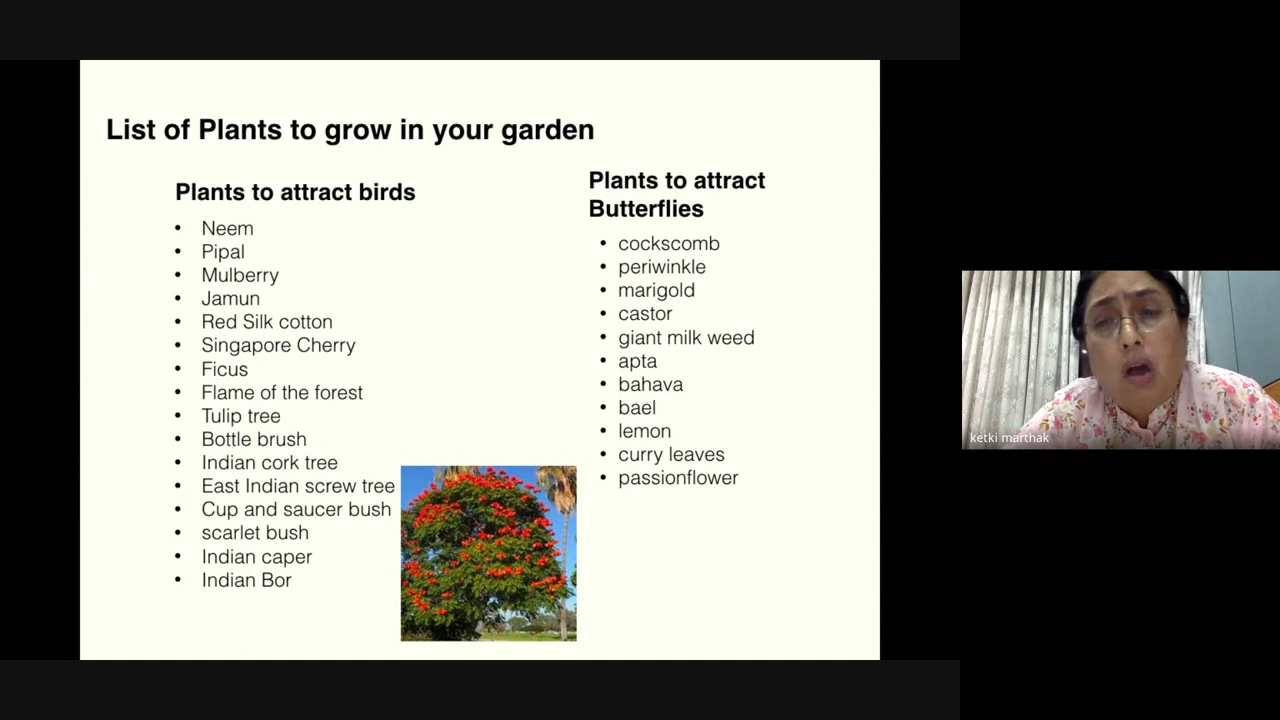 List of Plants to grow in your garden
Plants to attract birds
• Neem
• Pipal
• Mulberry
• Jamun
• Red Silk cotton
• Singapore Cherry
• Ficus
• Flame of the forest
• Tulip tree
• Bottle brush
• Indian cork tree
• East Indian screw tree
• Cup and saucer bush
• scarlet bush
• Indian caper
• Indian Bor
Plants to attract
Butterflies
• cockscomb
• periwinkle
• marigold
• castor
• giant milk weed
• apta
• bahava
• bael
• lemon
• curry leaves
• passionflower
ketki marthak